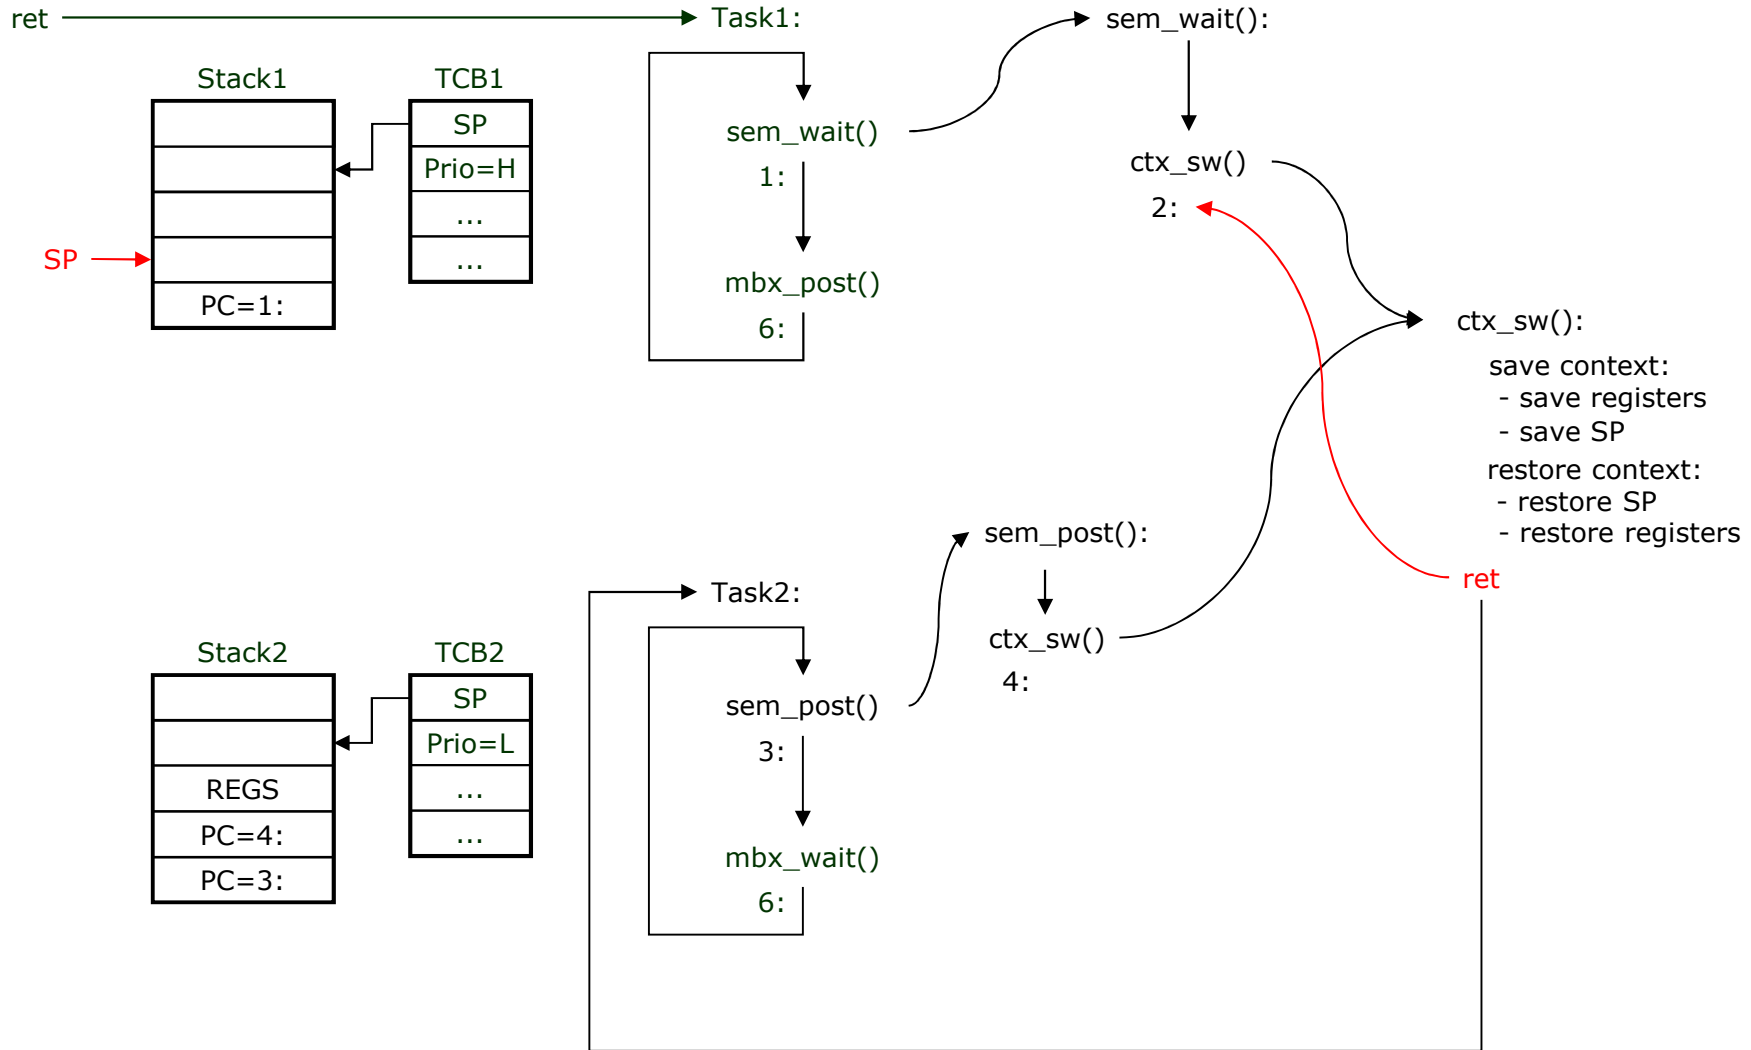 ret
Task1:
sem_wait():
Stack1
TCB1
SP
Prio=H
...
...
SP
PC=1:
sem_wait()
1:
mbx_post()
6:
ctx_sw()
2:
ctx_sw():
save context:
- save registers
- save SP
restore context:
- restore SP
- restore registers
ret
sem_post():
ctx_sw()
4:
Task2:
Stack2
TCB2
SP
Prio=L
...
...
REGS
PC=4:
PC=3:
sem_post()
3:
mbx_wait()
6: